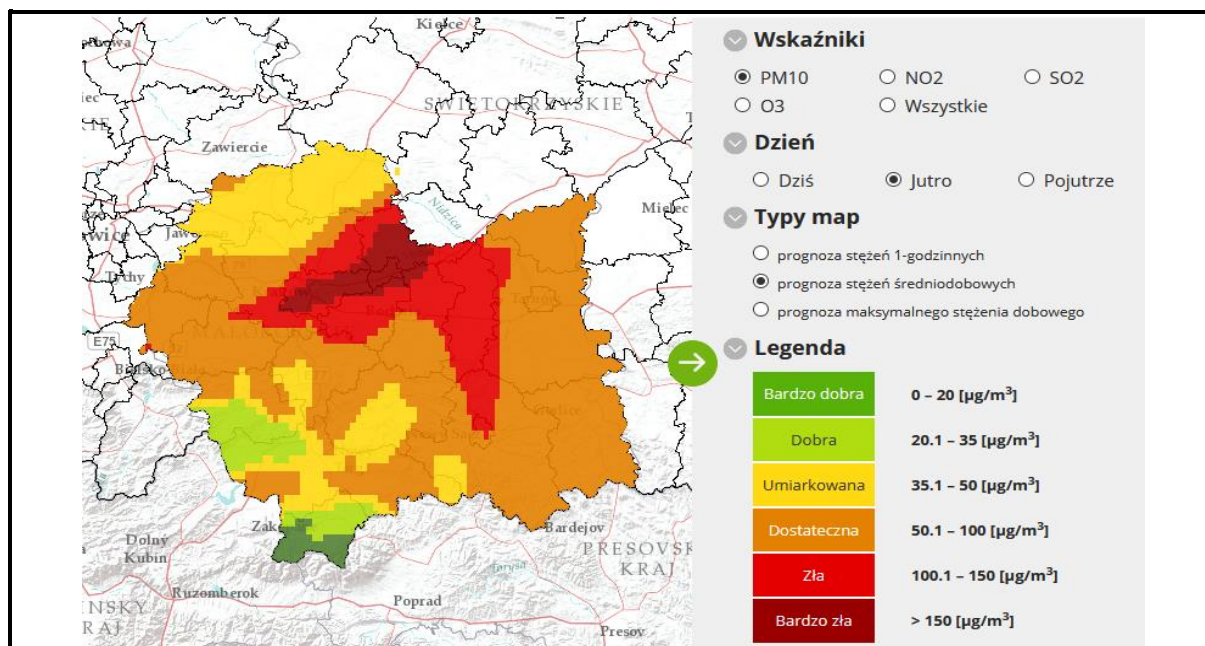 Kielce
SWIETOKRZYSKIE
Zawiercie
Nidzica
Mielec
Tychy
E75
Dolny
Kubin
Bardejov
PRESOVSK
KRAJ
Torysa
Ruzomberok
Poprad
Presov
Wskaźniki
PM10 NO2 SO2
O3 Wszystkie
Dzień
Dziś Jutro Pojutrze
Typy map
prognoza stężeń 1-godzinnych
prognoza stężeń średniodobowych
prognoza maksymalnego stężenia dobowego
Legenda
Bardzo dobra 0 – 20 [µg/m³]
Dobra 20.1 – 35 [µg/m³]
Umiarkowana 35.1 – 50 [µg/m³]
Dostateczna 50.1 – 100 [µg/m³]
Zła 100.1 – 150 [µg/m³]
Bardzo zła > 150 [µg/m³]